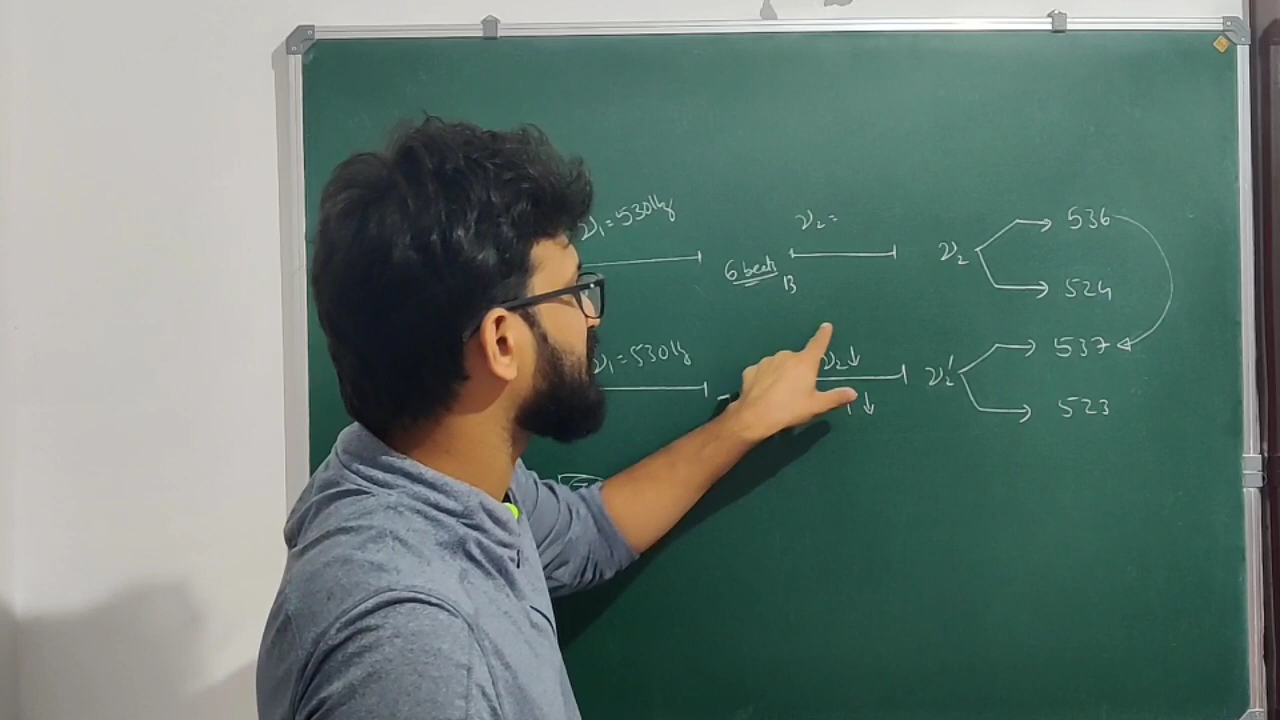 ν₁ = 530Hz
6 beats
B
ν₂ =
ν₂
536
524
ν₁ = 530Hz
ν₂↓
↓
ν₂'
537
523